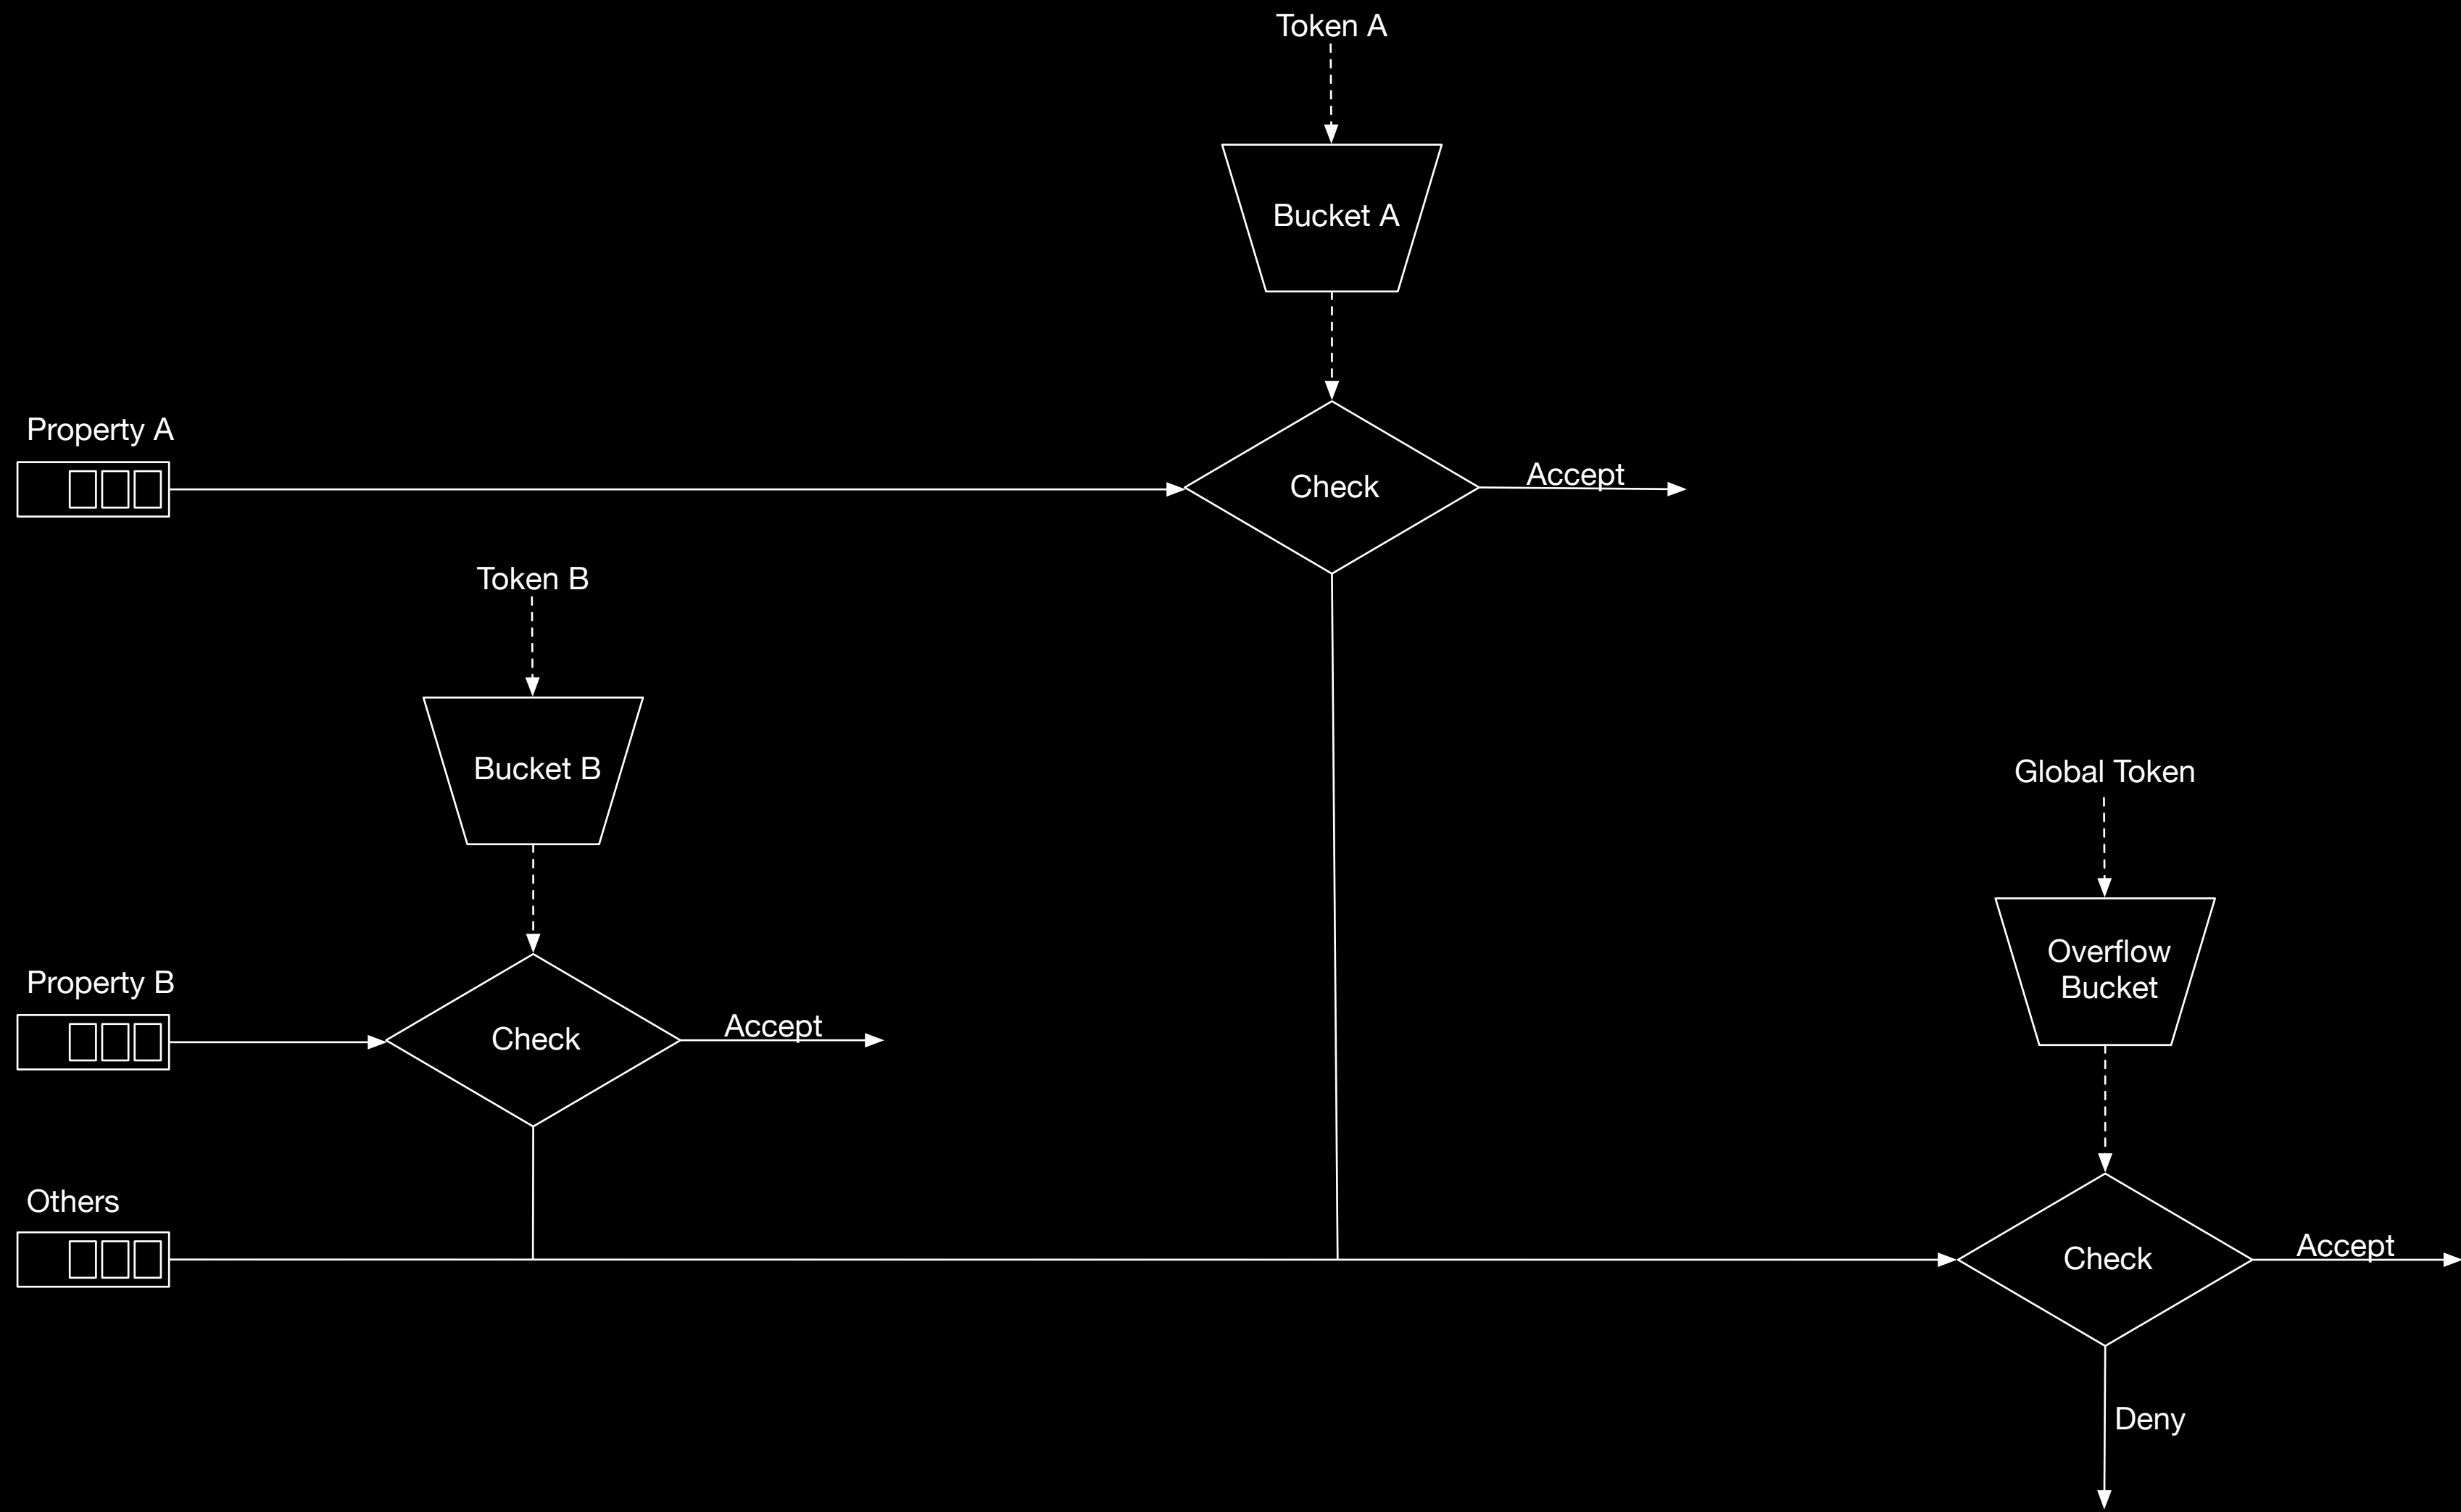 Token A
Bucket A
Property A
Check
Accept
Token B
Bucket B
Global Token
Overflow
Bucket
Property B
Check
Accept
Others
Check
Accept
Deny